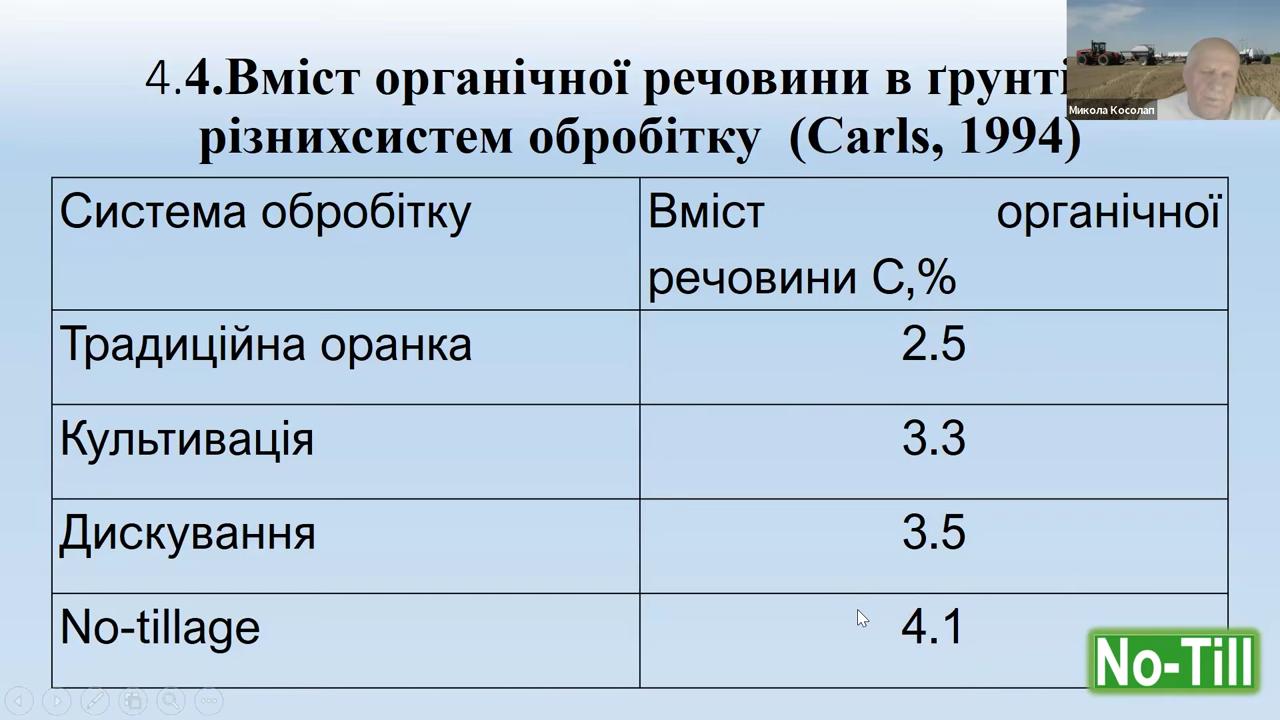 4.4.Вміст органічної речовини в ґрунті
різнихсистем обробітку (Carls, 1994)
Микола Косолап
Система обробітку
Вміст органічної
речовини С,%
Традиційна оранка
2.5
Культивація
3.3
Дискування
3.5
No-tillage
4.1
No-Till